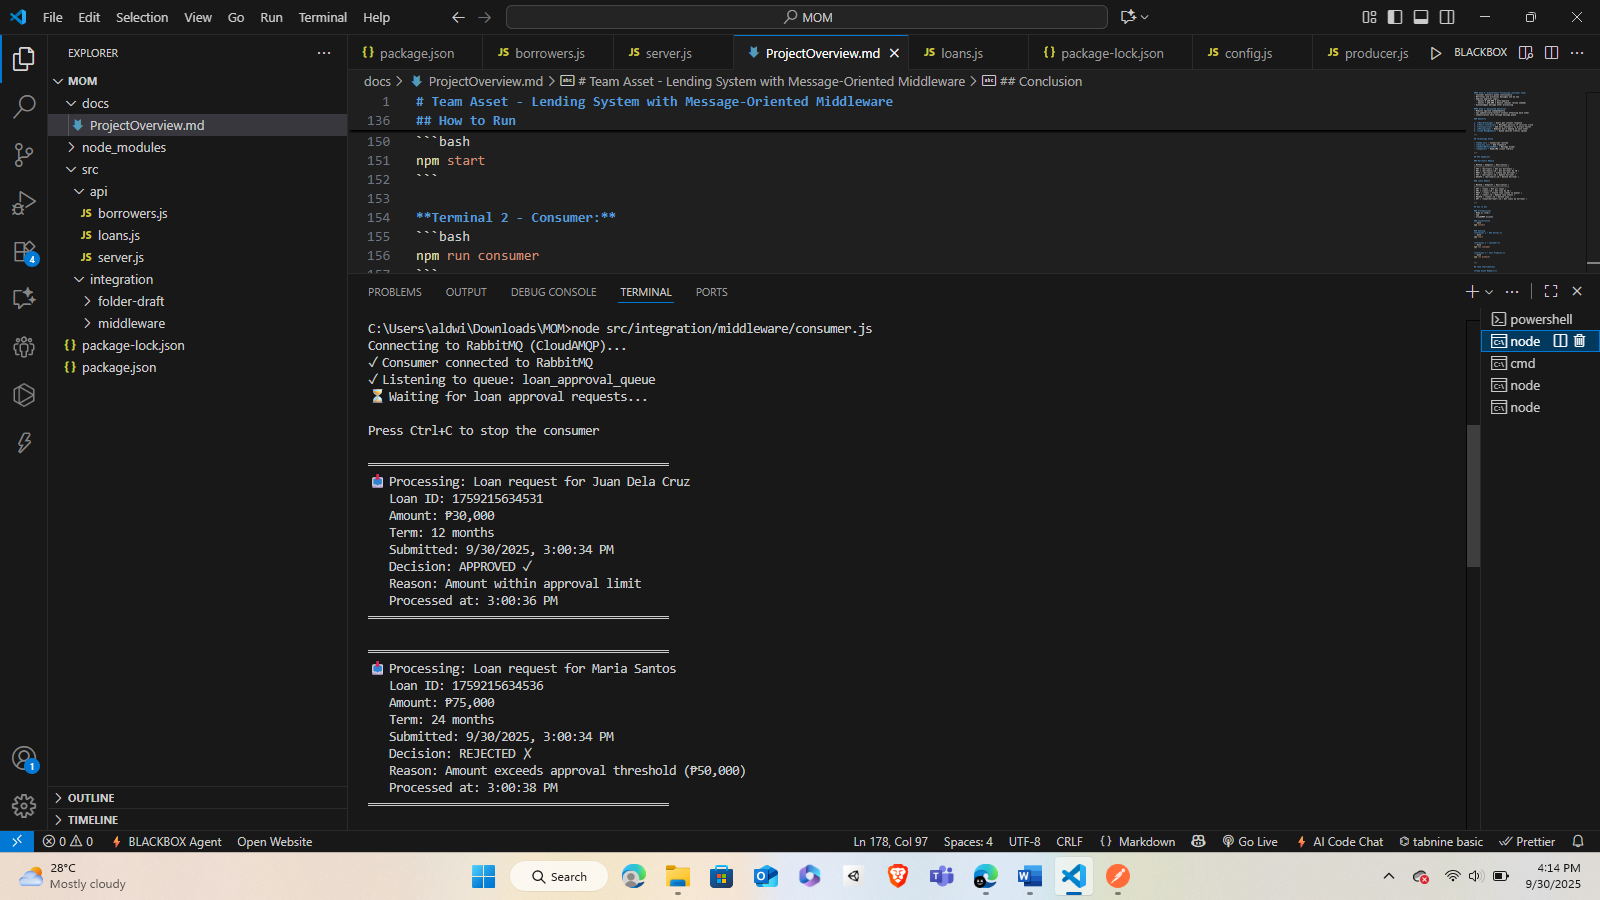 File Edit Selection View Go Run Terminal Help
MOM
EXPLORER
MOM
docs
ProjectOverview.md
node_modules
src
api
JS borrowers.js
JS loans.js
JS server.js
integration
folder-draft
middleware
{} package-lock.json
{} package.json
OUTLINE
TIMELINE
4
1
{} package.json
JS borrowers.js
JS server.js
ProjectOverview.md
JS loans.js
{} package-lock.json
JS config.js
JS producer.js
BLACKBOX
docs > ProjectOverview.md > # Team Asset - Lending System with Message-Oriented Middleware > ## Conclusion
1 # Team Asset - Lending System with Message-Oriented Middleware
136 ## How to Run
150 ```bash
151 npm start
152 ```
153
154 **Terminal 2 - Consumer:**
155 ```bash
156 npm run consumer
157 ```
PROBLEMS OUTPUT DEBUG CONSOLE TERMINAL PORTS
C:\Users\aldwi\Downloads\MOM>node src/integration/middleware/consumer.js
Connecting to RabbitMQ (CloudAMQP)...
✓ Consumer connected to RabbitMQ
✓ Listening to queue: loan_approval_queue
⏳ Waiting for loan approval requests...
Press Ctrl+C to stop the consumer
📥 Processing: Loan request for Juan Dela Cruz
Loan ID: 1759215634531
Amount: ₱30,000
Term: 12 months
Submitted: 9/30/2025, 3:00:34 PM
Decision: APPROVED ✓
Reason: Amount within approval limit
Processed at: 3:00:36 PM
📥 Processing: Loan request for Maria Santos
Loan ID: 1759215634536
Amount: ₱75,000
Term: 24 months
Submitted: 9/30/2025, 3:00:34 PM
Decision: REJECTED ✗
Reason: Amount exceeds approval threshold (₱50,000)
Processed at: 3:00:38 PM
powershell
node
cmd
node
node
0 0 BLACKBOX Agent Open Website
Ln 178, Col 97 Spaces: 4 UTF-8 CRLF {} Markdown Go Live AI Code Chat tabnine basic Prettier
28°C
Mostly cloudy
Search
4:14 PM
9/30/2025